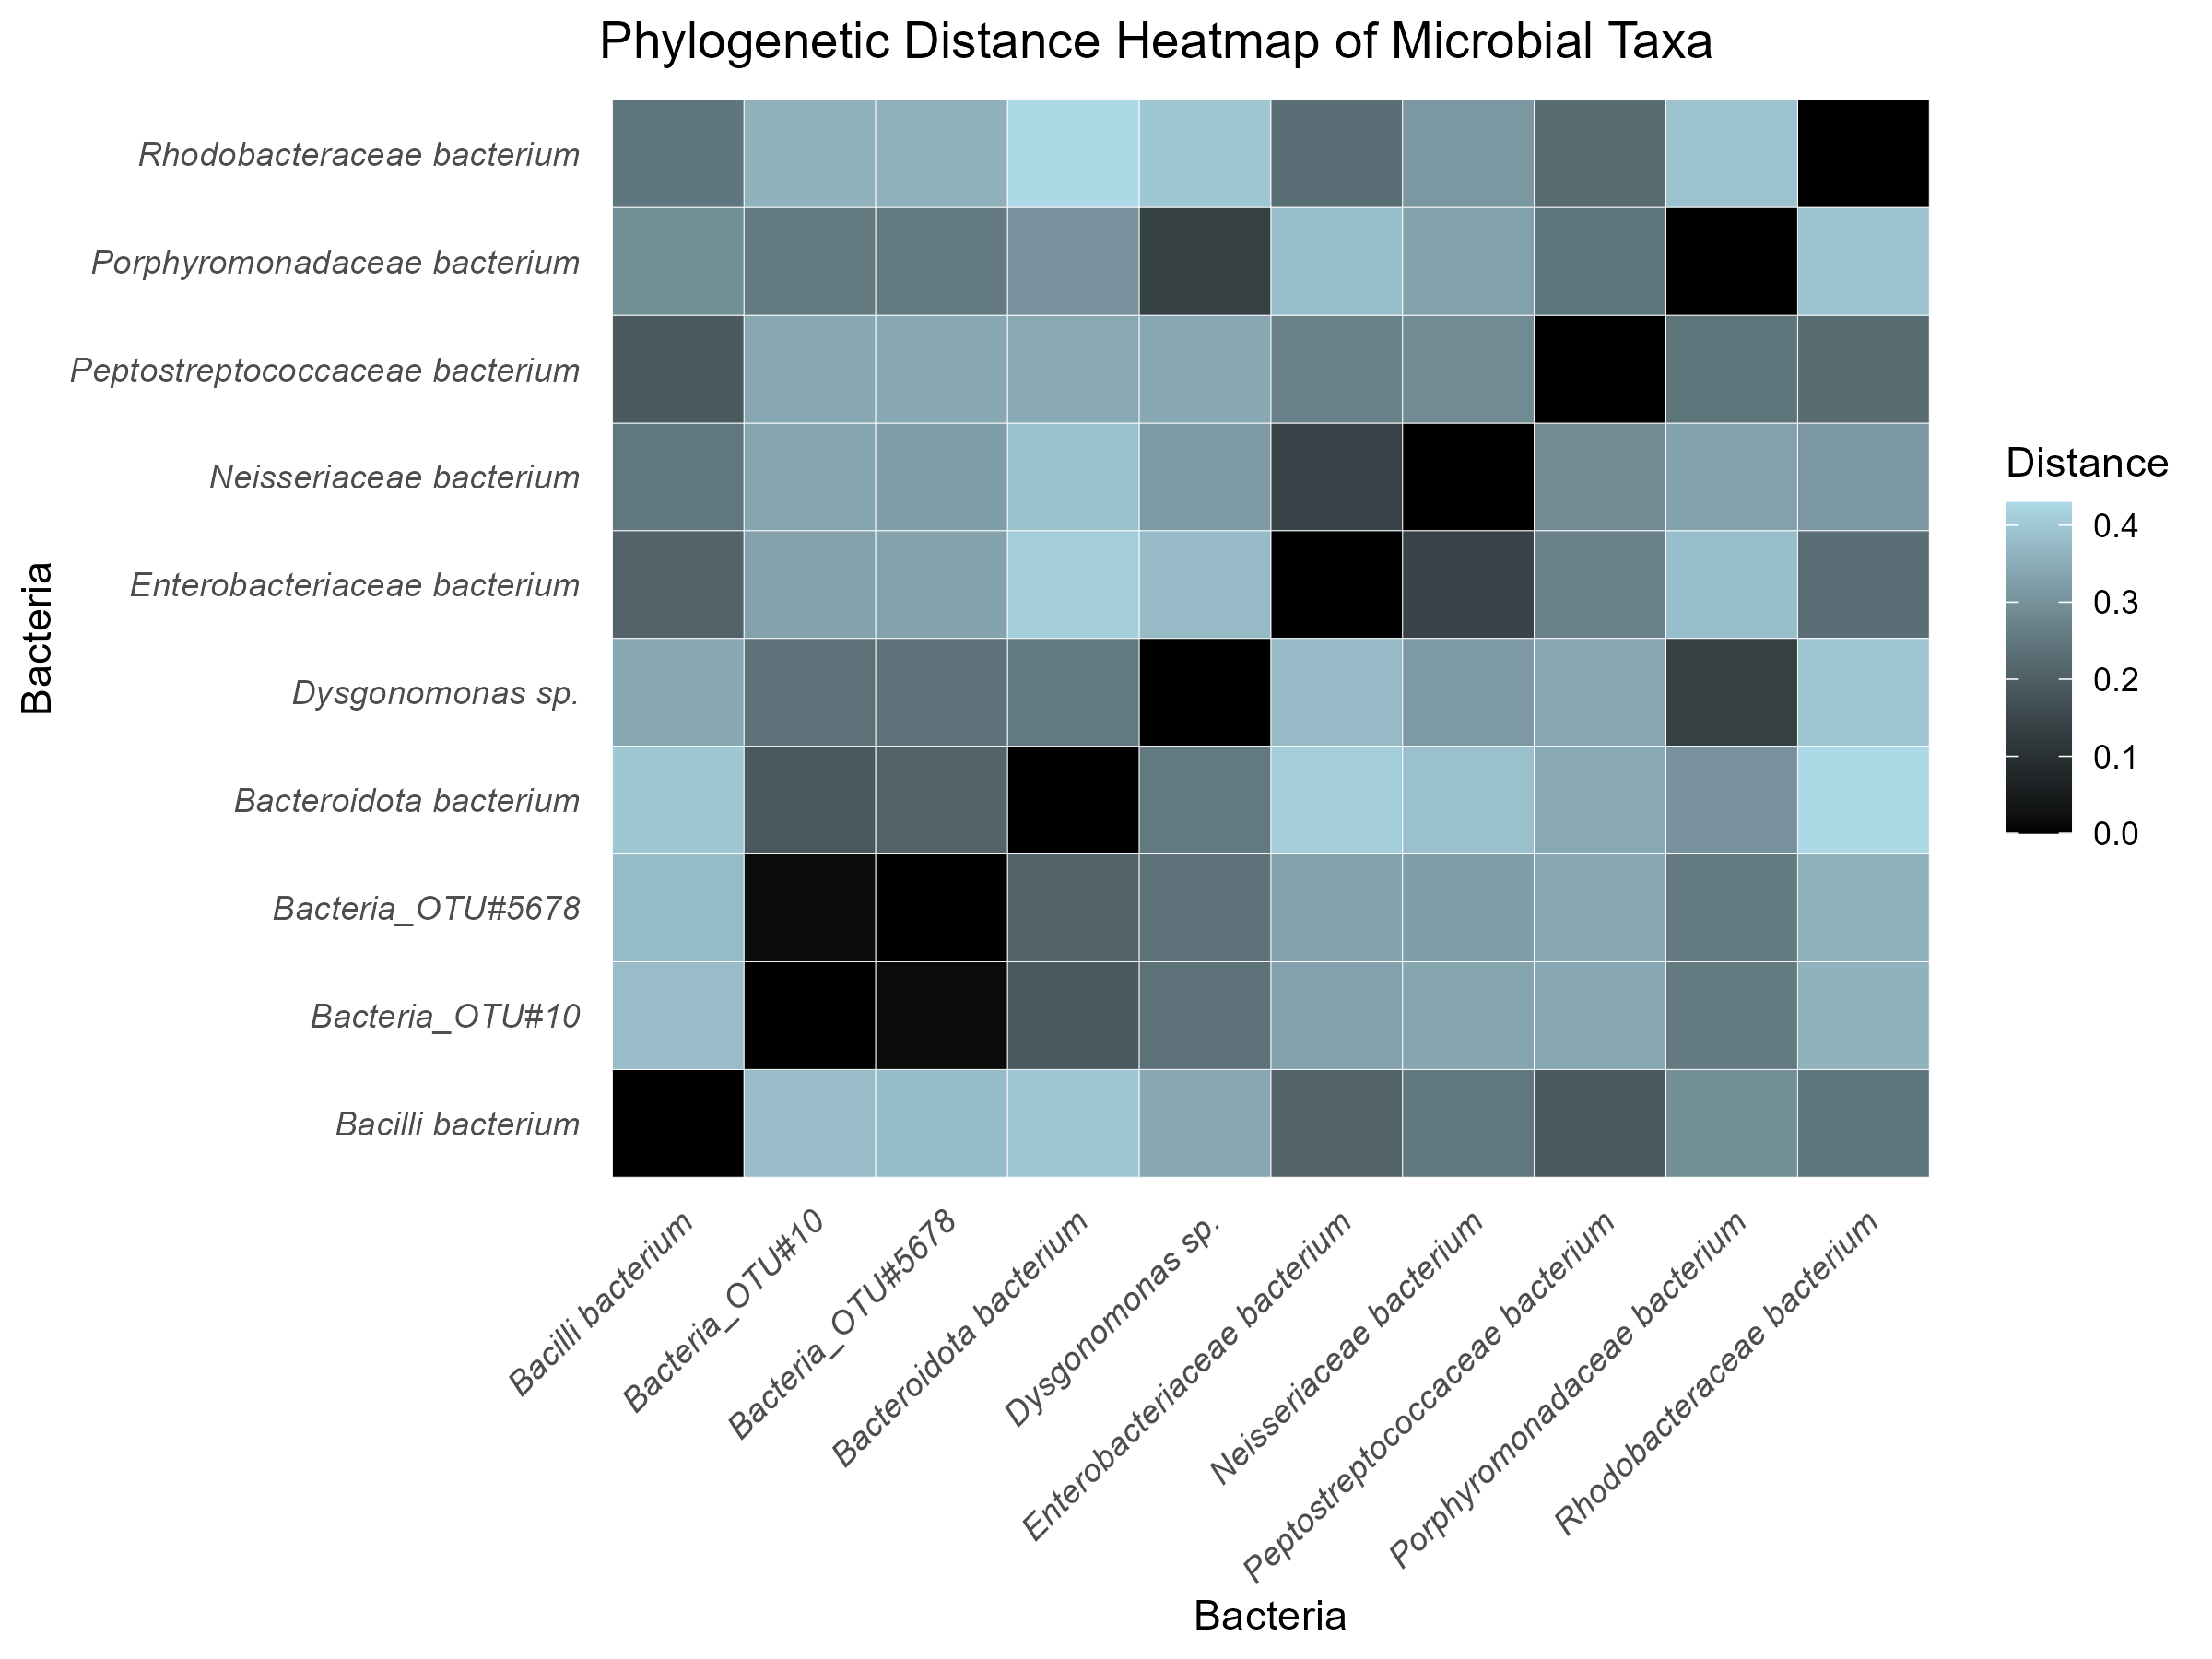 Phylogenetic Distance Heatmap of Microbial Taxa
Bacteria
Rhodobacteraceae bacterium
Porphyromonadaceae bacterium
Peptostreptococcaceae bacterium
Neisseriaceae bacterium
Enterobacteriaceae bacterium
Dysgonomonas sp.
Bacteroidota bacterium
Bacteria_OTU#5678
Bacteria_OTU#10
Bacilli bacterium
Bacilli bacterium
Bacteria_OTU#10
Bacteria_OTU#5678
Bacteroidota bacterium
Dysgonomonas sp.
Enterobacteriaceae bacterium
Neisseriaceae bacterium
Peptostreptococcaceae bacterium
Porphyromonadaceae bacterium
Rhodobacteraceae bacterium
Bacteria
Distance
0.4
0.3
0.2
0.1
0.0